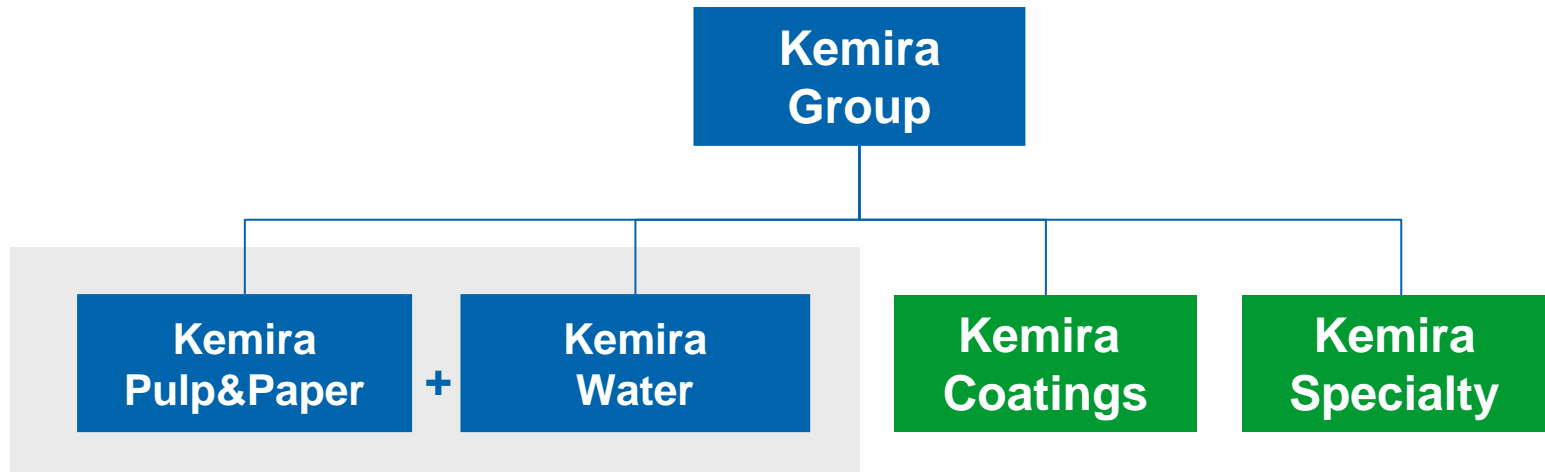 Kemira
Group
Kemira
Pulp&Paper
+
Kemira
Water
Kemira
Coatings
Kemira
Specialty